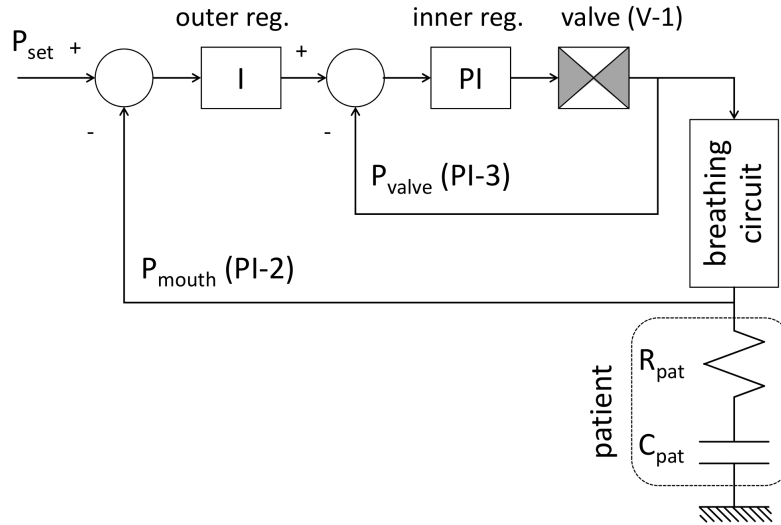 outer reg.
inner reg.
valve (V-1)
P_set +
+
I
PI
-
-
P_valve (PI-3)
breathing
circuit
P_mouth (PI-2)
R_pat
patient
C_pat